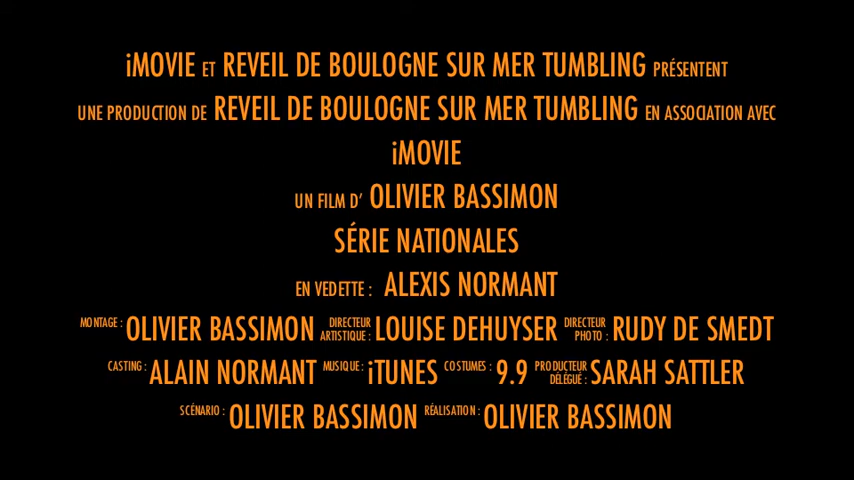 iMOVIE ET REVEIL DE BOULOGNE SUR MER TUMBLING PRÉSENTENT
UNE PRODUCTION DE REVEIL DE BOULOGNE SUR MER TUMBLING EN ASSOCIATION AVEC
iMOVIE
UN FILM D’ OLIVIER BASSIMON
SÉRIE NATIONALES
EN VEDETTE : ALEXIS NORMANT
MONTAGE : OLIVIER BASSIMON DIRECTEUR ARTISTIQUE : LOUISE DEHUYSER DIRECTEUR PHOTO : RUDY DE SMEDT
CASTING : ALAIN NORMANT MUSIQUE : iTUNES COSTUMES : 9.9 PRODUCTEUR DÉLÉGUÉ : SARAH SATTLER
SCÉNARIO : OLIVIER BASSIMON RÉALISATION : OLIVIER BASSIMON